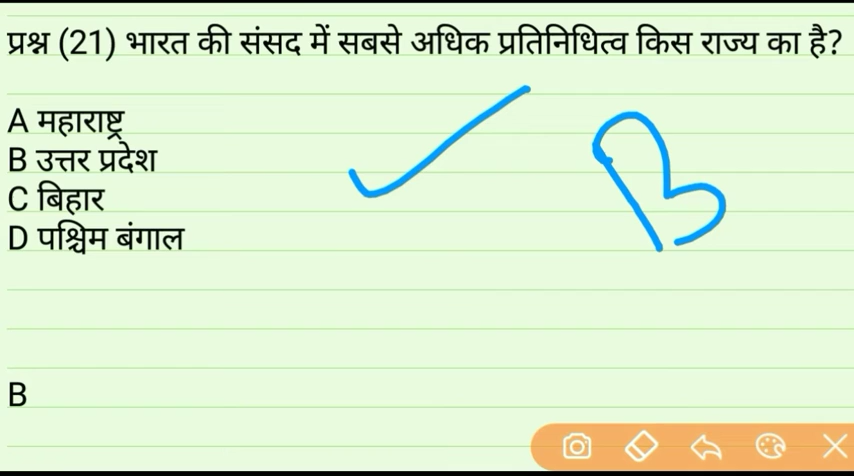 प्रश्न (21) भारत की संसद में सबसे अधिक प्रतिनिधित्व किस राज्य का है?
A महाराष्ट्र
B उत्तर प्रदेश
C बिहार
D पश्चिम बंगाल
B
B